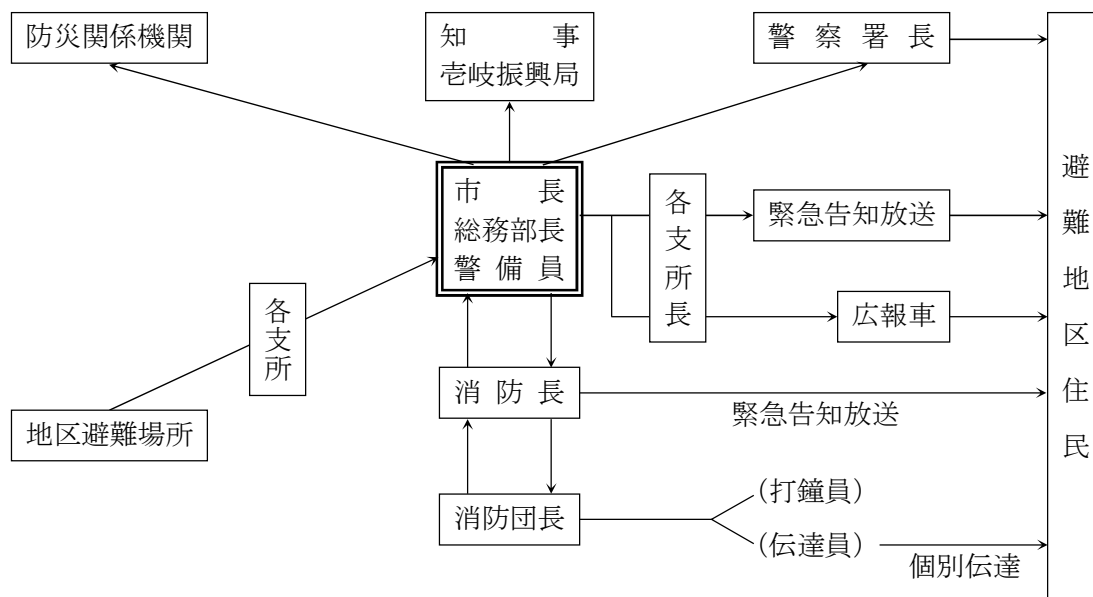 防災関係機関
知事
壱岐振興局
警察署長
市長
総務部長
警備員
各支所長
緊急告知放送
広報車
避難地区住民
各支所
地区避難場所
消防長
緊急告知放送
消防団長
(打鐘員)
(伝達員)
個別伝達